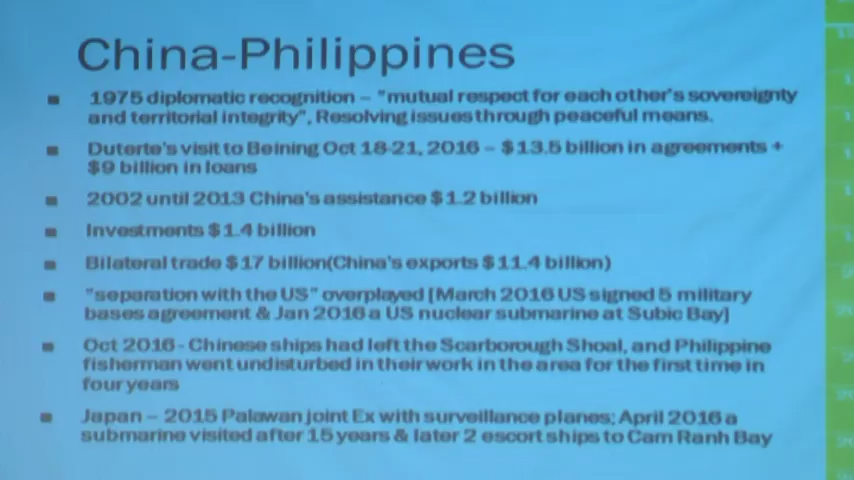 China-Philippines
▪ 1975 diplomatic recognition – "mutual respect for each other's sovereignty
and territorial integrity", Resolving issues through peaceful means.
▪ Duterte's visit to Beining Oct 18-21, 2016 – $13.5 billion in agreements +
$9 billion in loans
▪ 2002 until 2013 China's assistance $1.2 billion
▪ Investments $1.4 billion
▪ Bilateral trade $17 billion(China's exports $11.4 billion)
▪ "separation with the US" overplayed [March 2016 US signed 5 military
bases agreement & Jan 2016 a US nuclear submarine at Subic Bay]
▪ Oct 2016 - Chinese ships had left the Scarborough Shoal, and Philippine
fisherman went undisturbed in their work in the area for the first time in
four years
▪ Japan – 2015 Palawan joint Ex with surveillance planes; April 2016 a
submarine visited after 15 years & later 2 escort ships to Cam Ranh Bay